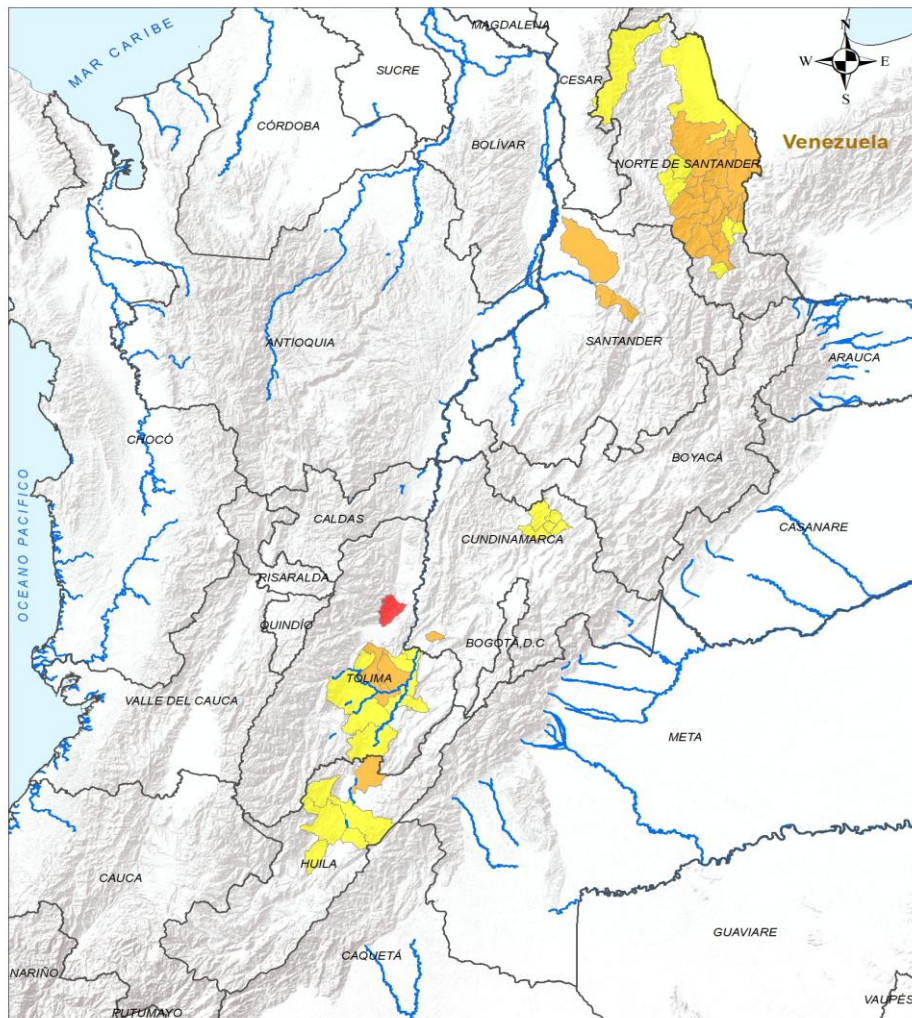 MAGDALENA
MAR CARIBE
N
W
E
S
SUCRE
CESAR
CÓRDOBA
BOLÍVAR
Venezuela
NORTE DE SANTANDER
ANTIOQUIA
SANTANDER
ARAUCA
CHOCÓ
BOYACÁ
OCEANO PACIFICO
CALDAS
CASANARE
CUNDINAMARCA
RISARALDA
QUINDÍO
BOGOTÁ,D.C
TOLIMA
VALLE DEL CAUCA
META
HUILA
CAUCA
GUAVIARE
CAQUETÁ
NARIÑO
VAUPÉS
PUTUMAYO